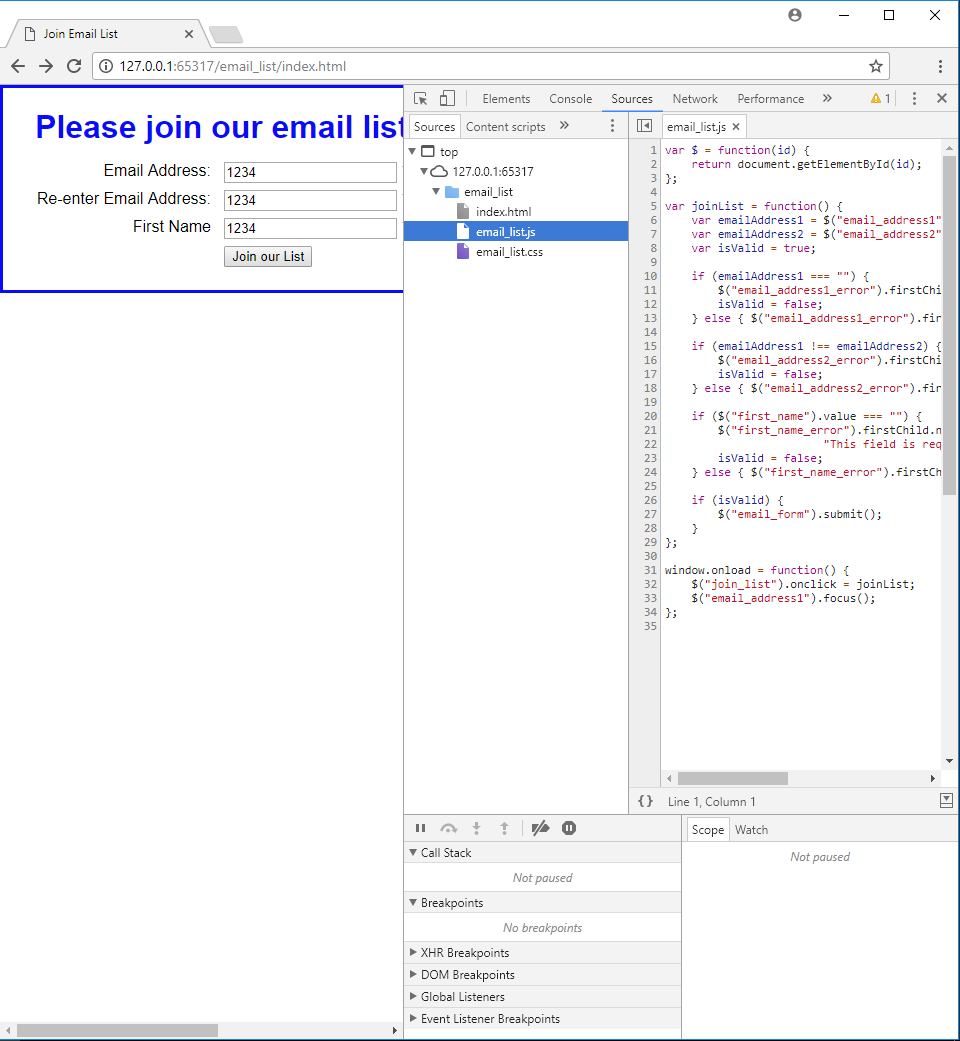 Join Email List
127.0.0.1:65317/email_list/index.html
Please join our email list
Email Address: 1234
Re-enter Email Address: 1234
First Name 1234
Join our List
Elements Console Sources Network Performance » 1
Sources Content scripts »
top
127.0.0.1:65317
email_list
index.html
email_list.js
email_list.css
email_list.js
1 var $ = function(id) {
2     return document.getElementById(id);
3 };
4
5 var joinList = function() {
6     var emailAddress1 = $("email_address1"
7     var emailAddress2 = $("email_address2"
8     var isValid = true;
9
10     if (emailAddress1 === "") {
11         $("email_address1_error").firstChi
12         isValid = false;
13     } else { $("email_address1_error").fir
14
15     if (emailAddress1 !== emailAddress2) {
16         $("email_address2_error").firstChi
17         isValid = false;
18     } else { $("email_address2_error").fir
19
20     if ($("first_name").value === "") {
21         $("first_name_error").firstChild.n
22                         "This field is req
23         isValid = false;
24     } else { $("first_name_error").firstCh
25
26     if (isValid) {
27         $("email_form").submit();
28     }
29 };
30
31 window.onload = function() {
32     $("join_list").onclick = joinList;
33     $("email_address1").focus();
34 };
35
{} Line 1, Column 1
Call Stack
Not paused
Breakpoints
No breakpoints
XHR Breakpoints
DOM Breakpoints
Global Listeners
Event Listener Breakpoints
Scope Watch
Not paused